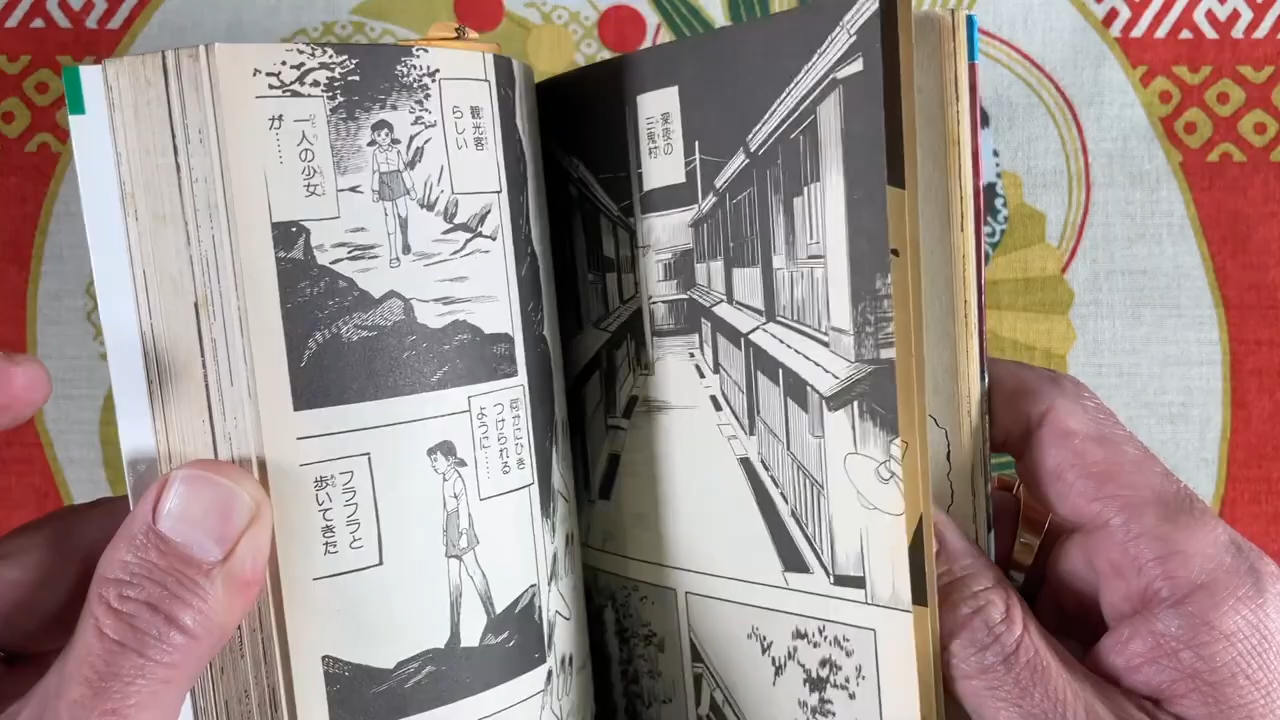 深夜の
三鬼村
観光客
らしい
一人の少女
が……
何かにひき
つけられる
ように……
フラフラと
歩いてきた